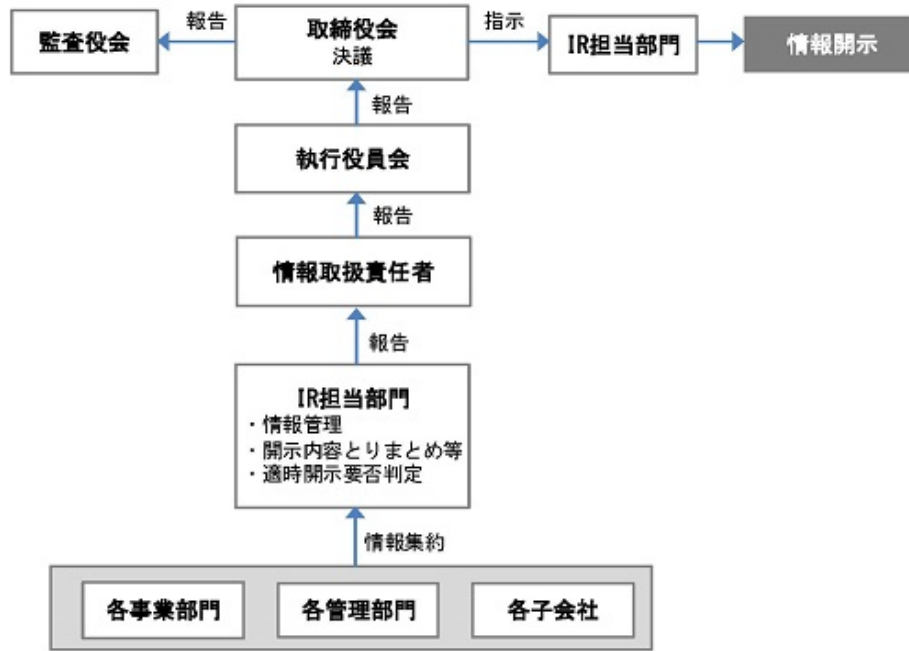 報告
指示
監査役会
取締役会
決議
IR担当部門
情報開示
報告
執行役員会
報告
情報取扱責任者
報告
IR担当部門
・情報管理
・開示内容とりまとめ等
・適時開示要否判定
情報集約
各事業部門
各管理部門
各子会社